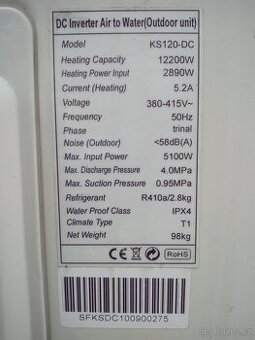 DC Inverter Air to Water(Outdoor unit)
Model KS120-DC
Heating Capacity 12200W
Heating Power Input 2890W
Current (Heating) 5.2A
Voltage 380-415V~
Frequency 50Hz
Phase trinal
Noise (Outdoor) <58dB(A)
Max. Input Power 5100W
Max. Discharge Pressure 4.0MPa
Max. Suction Pressure 0.95MPa
Refrigerant R410a/2.8kg
Water Proof Class IPX4
Climate Type T1
Net Weight 98kg
CE RoHS
SFKSDC100900275